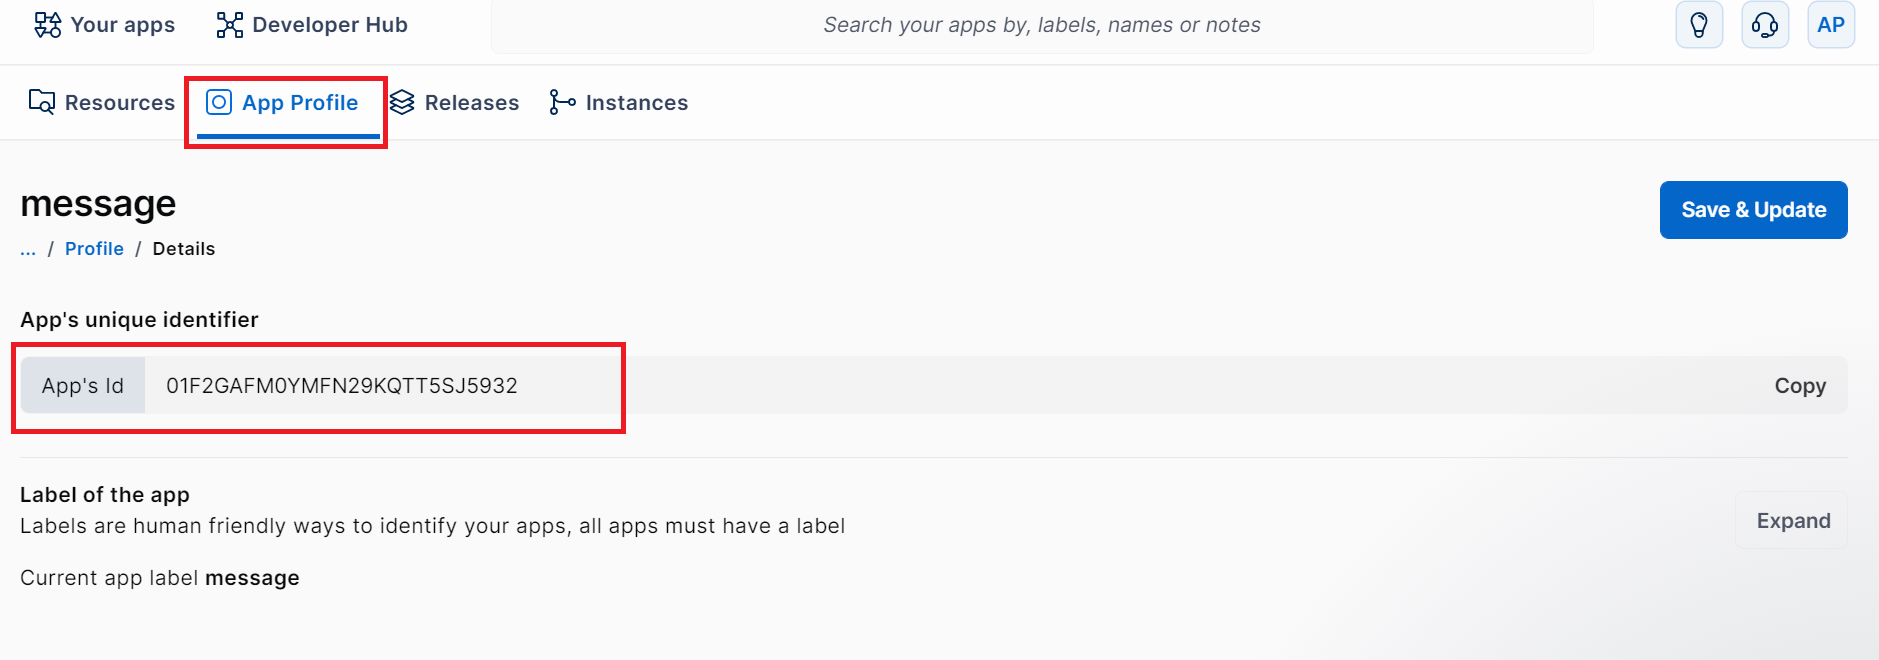 Your apps Developer Hub Search your apps by, labels, names or notes AP
Resources App Profile Releases Instances
message
Save & Update
... / Profile / Details
App's unique identifier
App's Id 01F2GAFM0YMFN29KQTT5SJ5932 Copy
Label of the app
Labels are human friendly ways to identify your apps, all apps must have a label
Expand
Current app label message